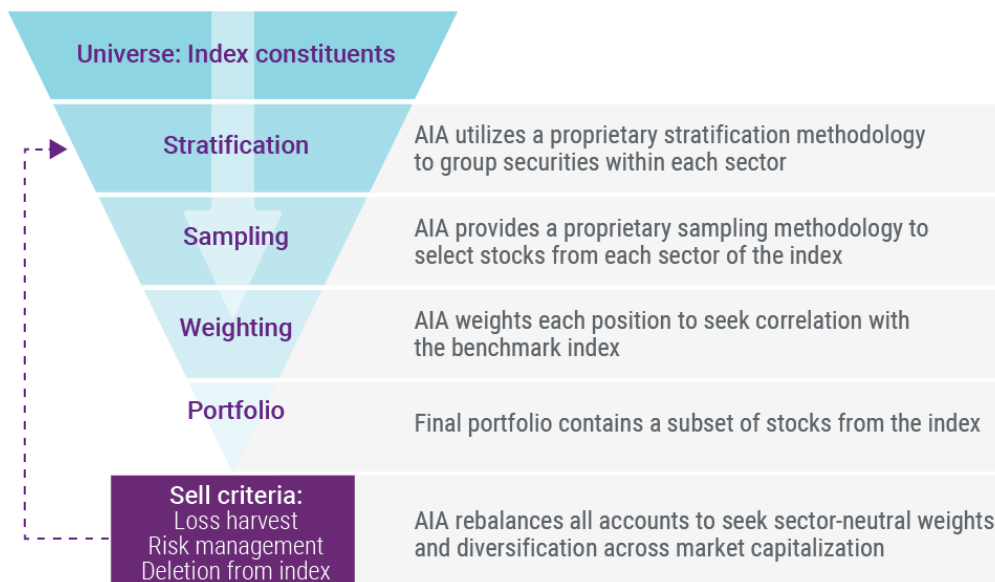 Universe: Index constituents
Stratification
AIA utilizes a proprietary stratification methodology
to group securities within each sector
Sampling
AIA provides a proprietary sampling methodology to
select stocks from each sector of the index
Weighting
AIA weights each position to seek correlation with
the benchmark index
Portfolio
Final portfolio contains a subset of stocks from the index
Sell criteria:
Loss harvest
Risk management
Deletion from index
AIA rebalances all accounts to seek sector-neutral weights
and diversification across market capitalization